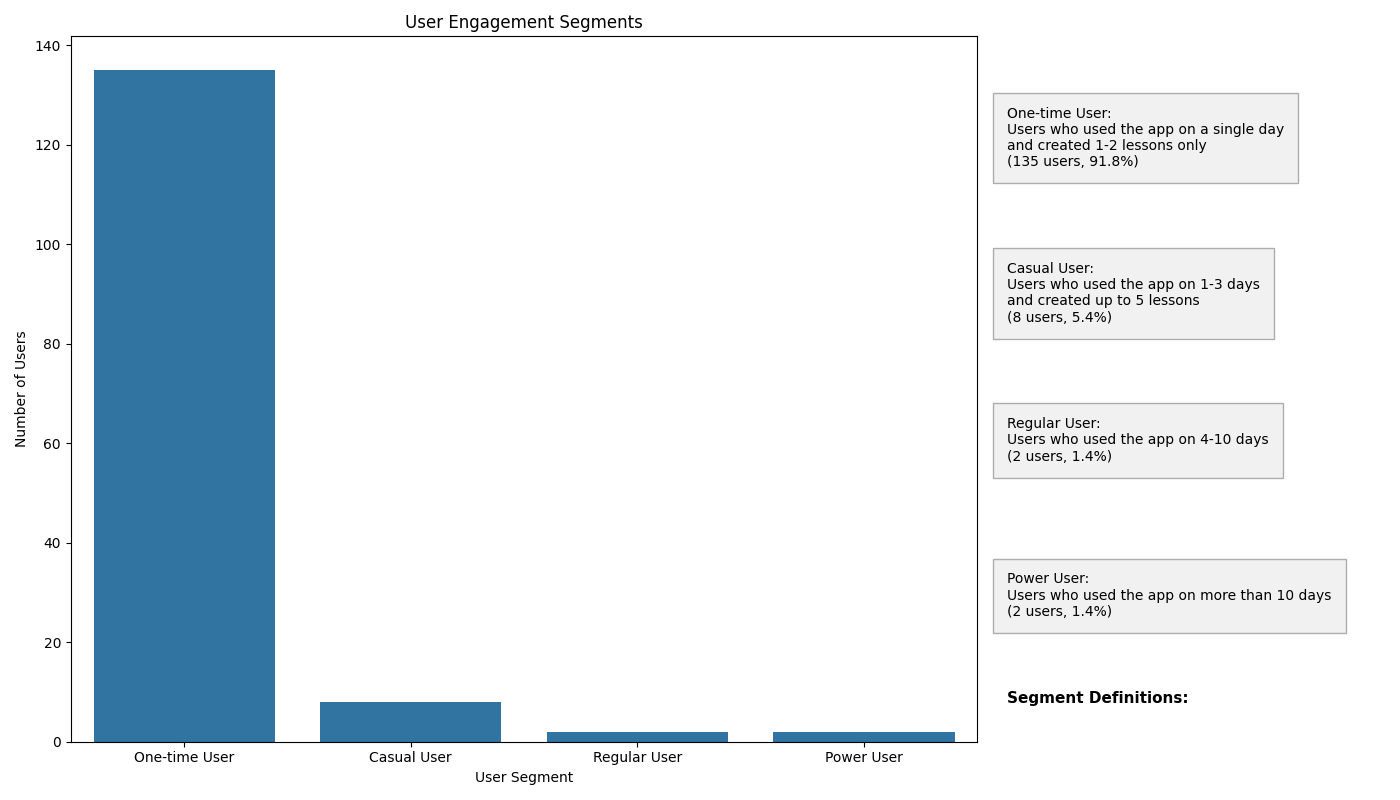 User Engagement Segments
140
120
100
80
60
40
20
0
Number of Users
One-time User
Casual User
Regular User
Power User
User Segment
One-time User:
Users who used the app on a single day
and created 1-2 lessons only
(135 users, 91.8%)
Casual User:
Users who used the app on 1-3 days
and created up to 5 lessons
(8 users, 5.4%)
Regular User:
Users who used the app on 4-10 days
(2 users, 1.4%)
Power User:
Users who used the app on more than 10 days
(2 users, 1.4%)
Segment Definitions: